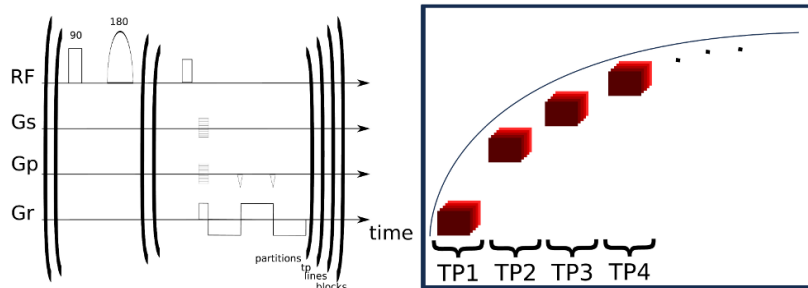 90
180
RF
Gs
Gp
Gr
time
partitions
tp
lines
blocks
TP1
TP2
TP3
TP4